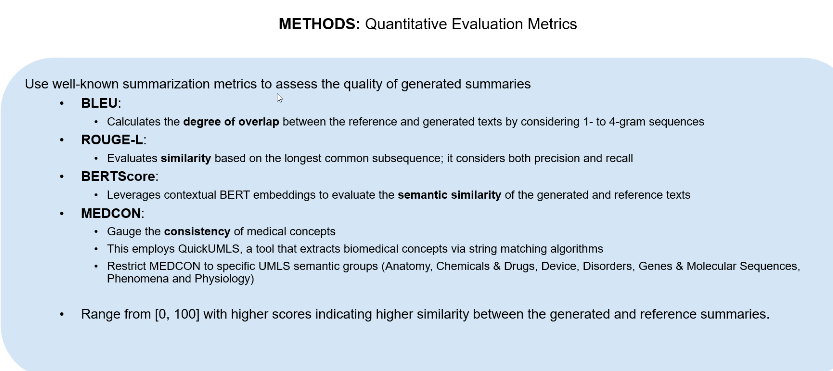 METHODS: Quantitative Evaluation Metrics
Use well-known summarization metrics to assess the quality of generated summaries
• BLEU:
• Calculates the degree of overlap between the reference and generated texts by considering 1- to 4-gram sequences
• ROUGE-L:
• Evaluates similarity based on the longest common subsequence; it considers both precision and recall
• BERTScore:
• Leverages contextual BERT embeddings to evaluate the semantic similarity of the generated and reference texts
• MEDCON:
• Gauge the consistency of medical concepts
• This employs QuickUMLS, a tool that extracts biomedical concepts via string matching algorithms
• Restrict MEDCON to specific UMLS semantic groups (Anatomy, Chemicals & Drugs, Device, Disorders, Genes & Molecular Sequences,
Phenomena and Physiology)
• Range from [0, 100] with higher scores indicating higher similarity between the generated and reference summaries.